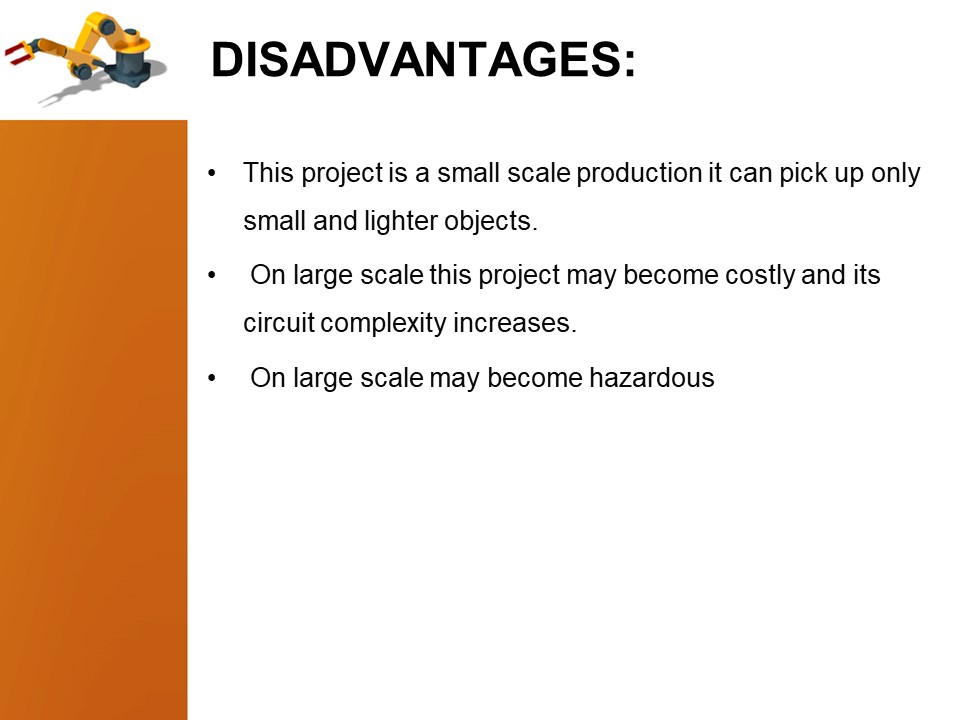 DISADVANTAGES:
• This project is a small scale production it can pick up only
small and lighter objects.
• On large scale this project may become costly and its
circuit complexity increases.
• On large scale may become hazardous